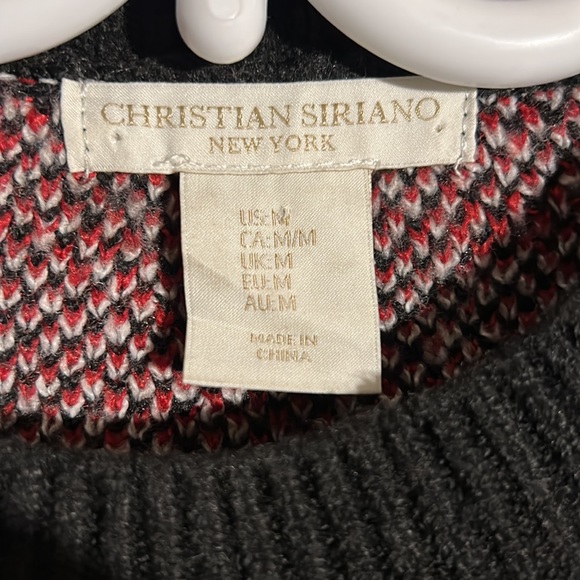 CHRISTIAN SIRIANO
NEW YORK
US:M
CA:M/M
UK:M
EU:M
AU:M
MADE IN
CHINA